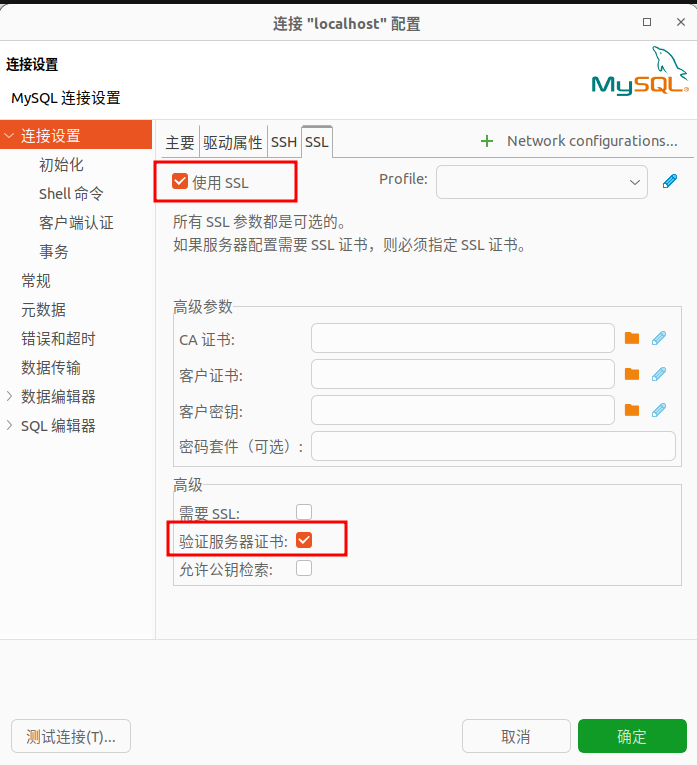 连接 "localhost" 配置
连接设置
MySQL 连接设置
MySQL®
连接设置
初始化
Shell 命令
客户端认证
事务
常规
元数据
错误和超时
数据传输
数据编辑器
SQL 编辑器
主要 驱动属性 SSH SSL
Network configurations...
使用 SSL
Profile:
所有 SSL 参数都是可选的。
如果服务器配置需要 SSL 证书，则必须指定 SSL 证书。
高级参数
CA 证书:
客户证书:
客户密钥:
密码套件（可选）:
高级
需要 SSL:
验证服务器证书:
允许公钥检索:
测试连接(T)...
取消
确定